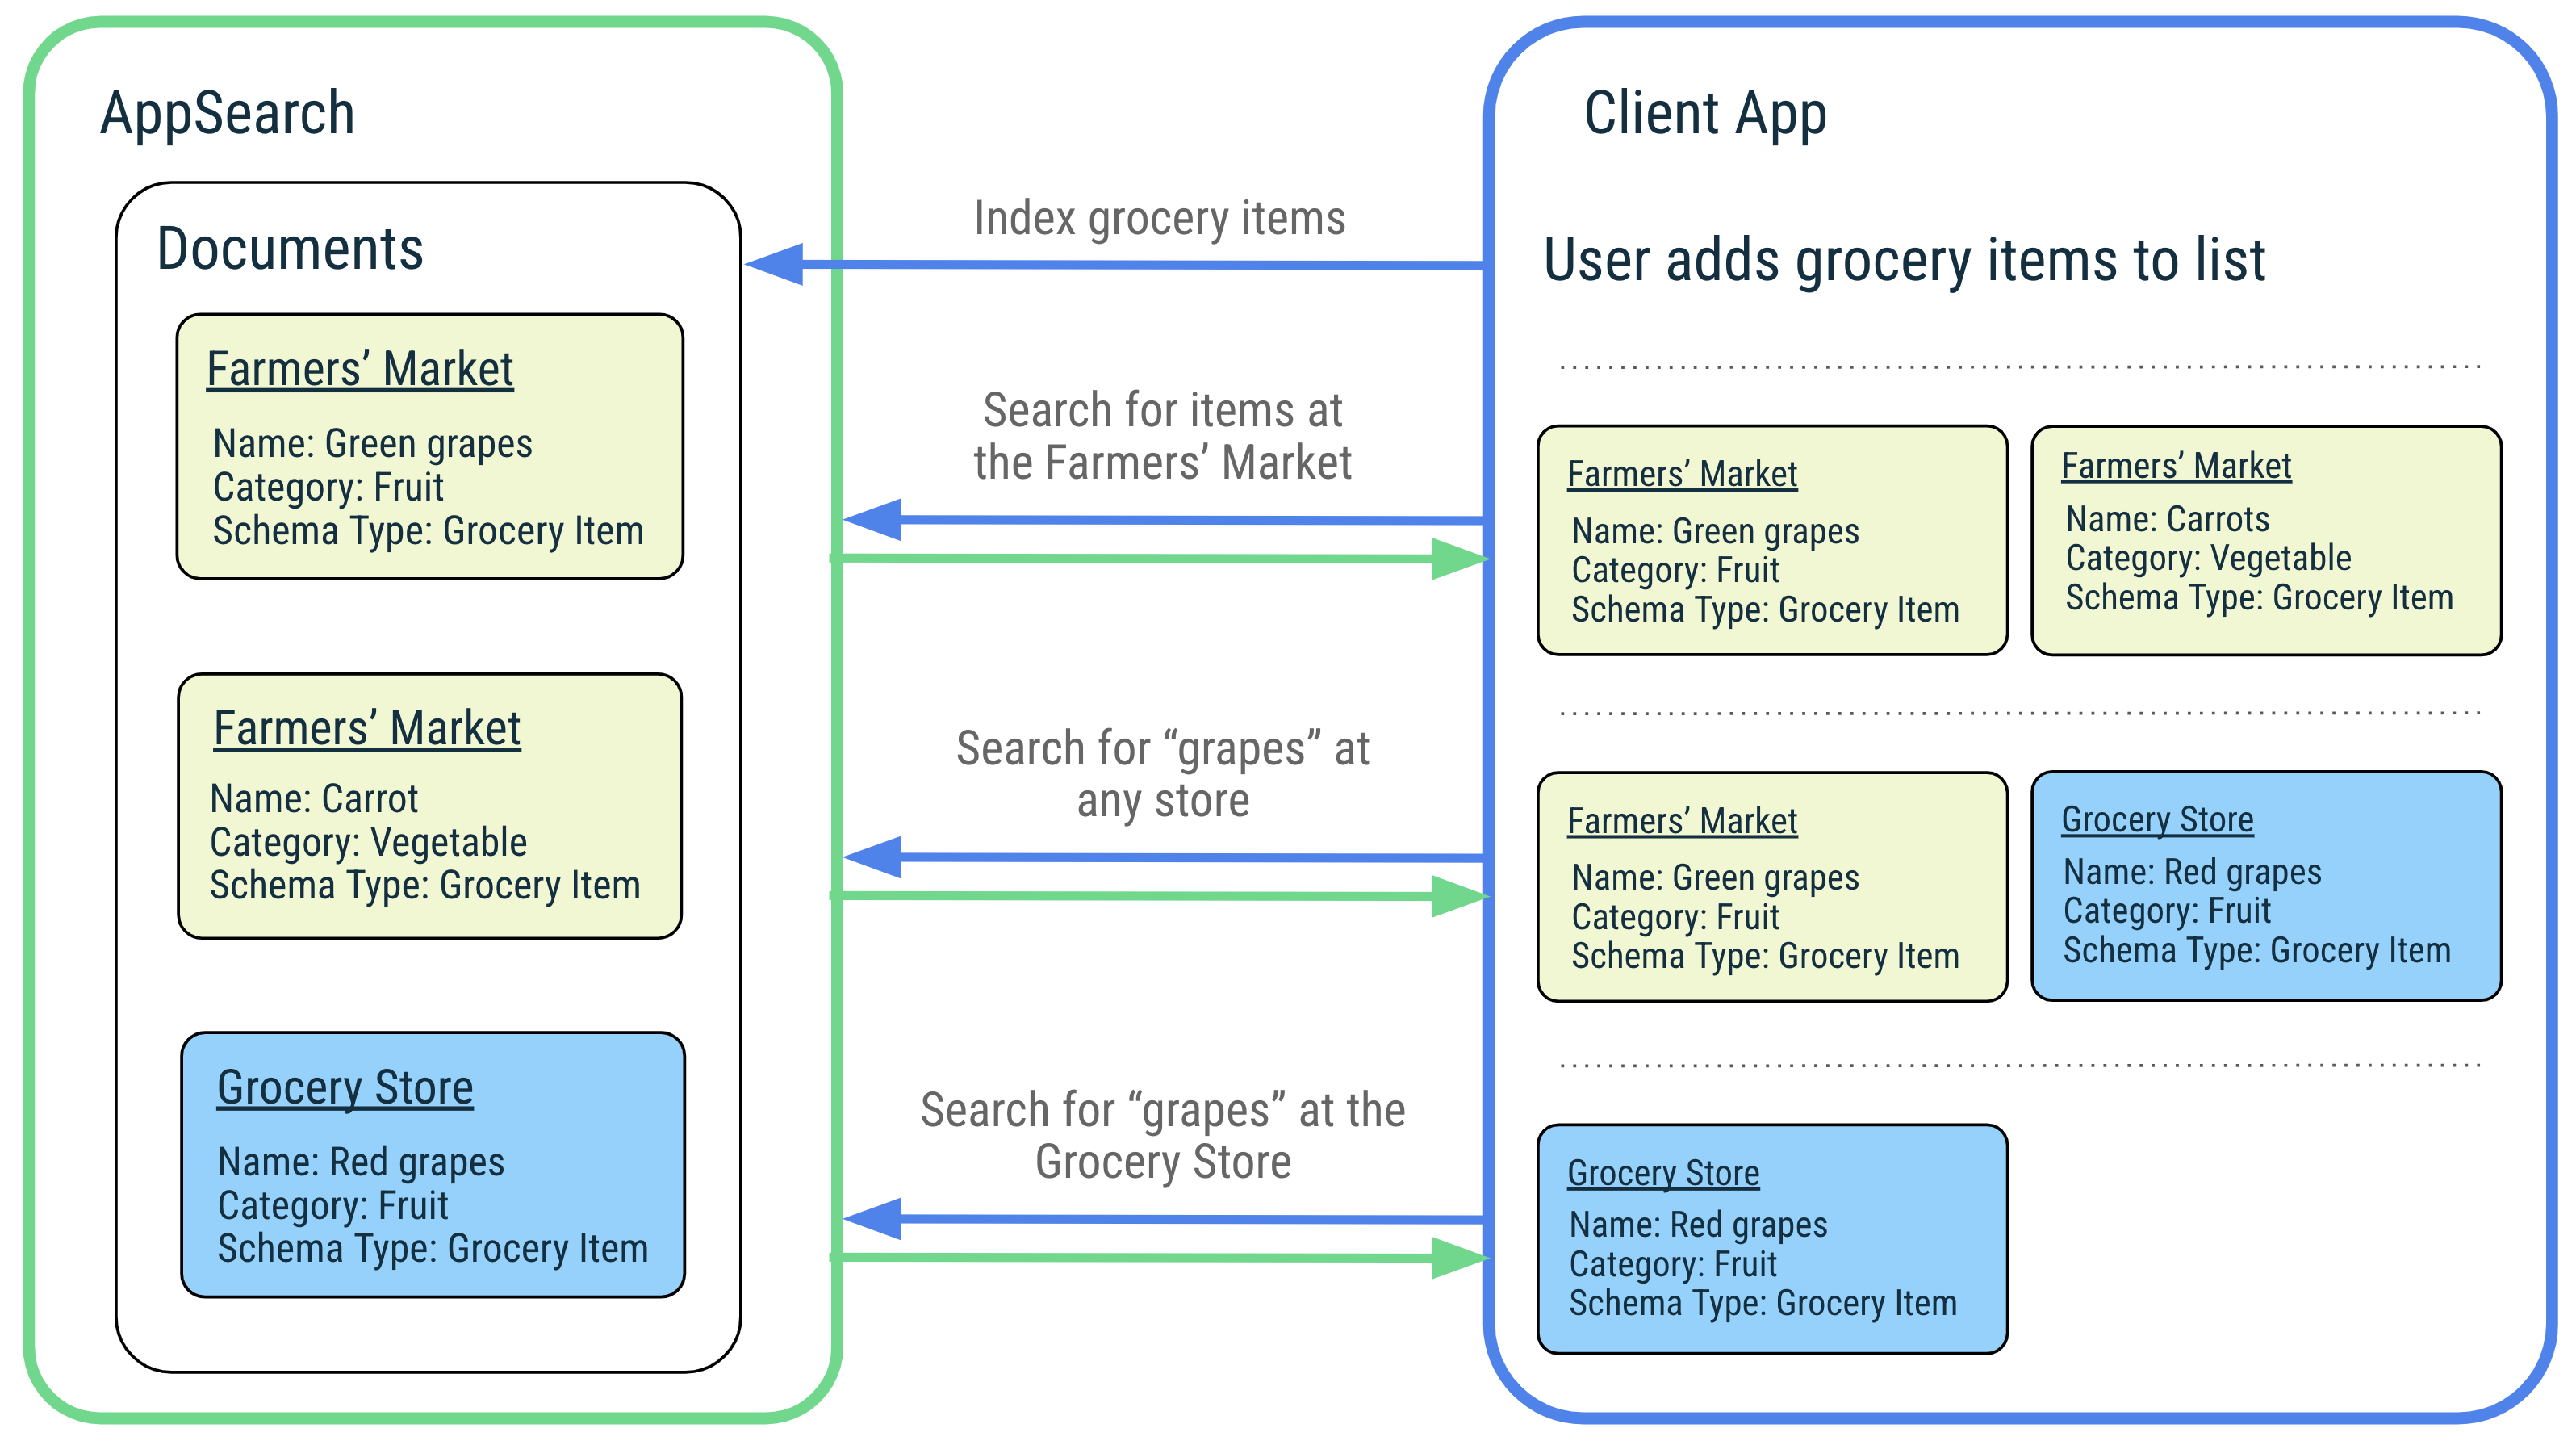 AppSearch
Documents
Farmers’ Market
Name: Green grapes
Category: Fruit
Schema Type: Grocery Item
Farmers’ Market
Name: Carrot
Category: Vegetable
Schema Type: Grocery Item
Grocery Store
Name: Red grapes
Category: Fruit
Schema Type: Grocery Item
Index grocery items
Search for items at
the Farmers’ Market
Search for “grapes” at
any store
Search for “grapes” at the
Grocery Store
Client App
User adds grocery items to list
Farmers’ Market
Name: Green grapes
Category: Fruit
Schema Type: Grocery Item
Farmers’ Market
Name: Carrots
Category: Vegetable
Schema Type: Grocery Item
Farmers’ Market
Name: Green grapes
Category: Fruit
Schema Type: Grocery Item
Grocery Store
Name: Red grapes
Category: Fruit
Schema Type: Grocery Item
Grocery Store
Name: Red grapes
Category: Fruit
Schema Type: Grocery Item